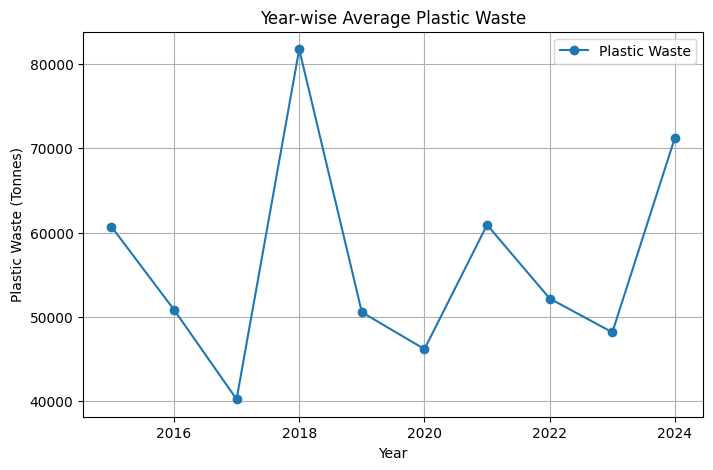 Year-wise Average Plastic Waste
Plastic Waste
Plastic Waste (Tonnes)
80000
70000
60000
50000
40000
2016 2018 2020 2022 2024
Year